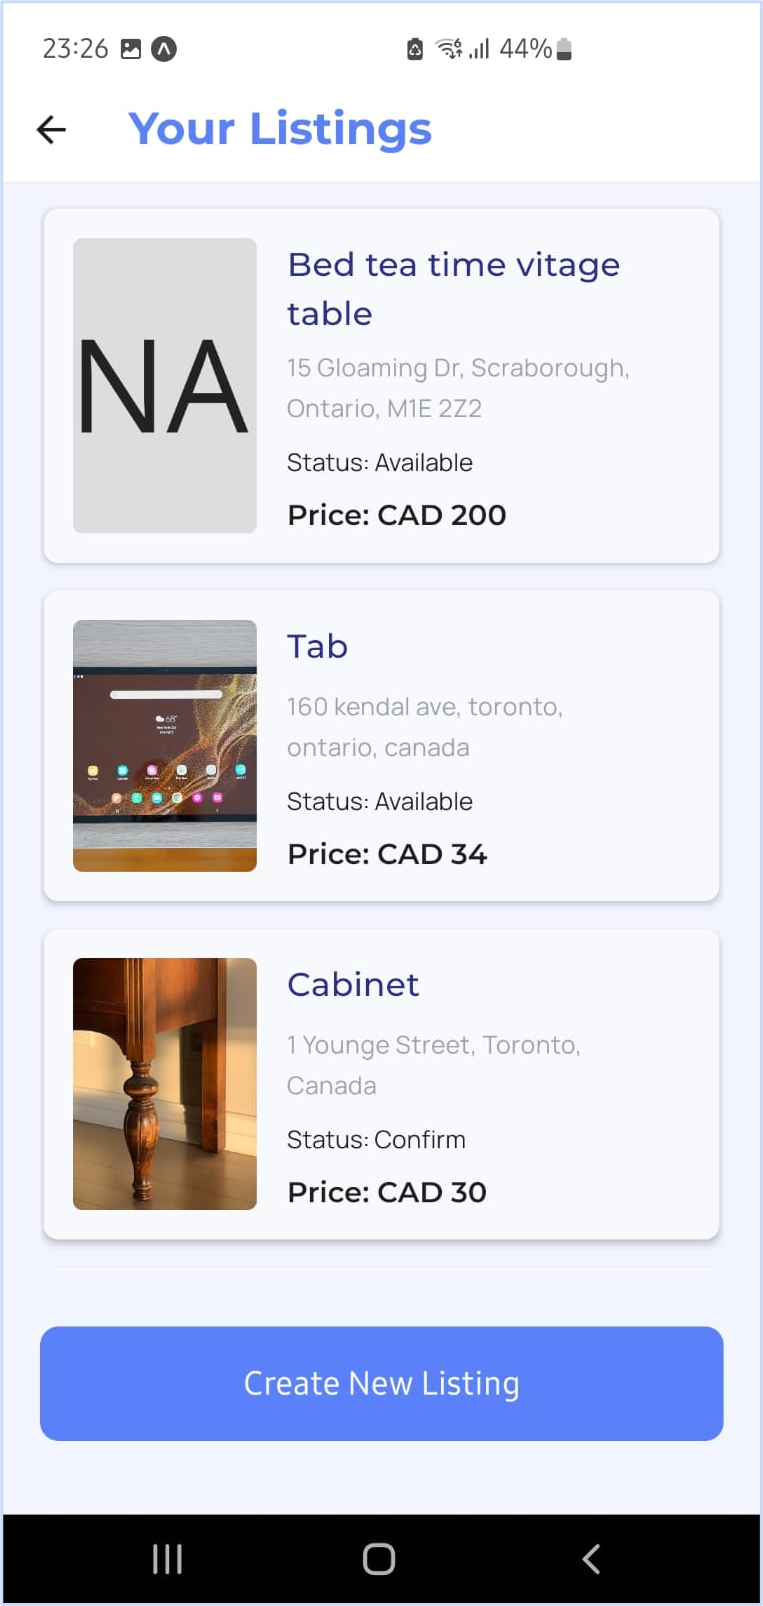 23:26 44%
Your Listings
NA
Bed tea time vitage
table
15 Gloaming Dr, Scraborough,
Ontario, M1E 2Z2
Status: Available
Price: CAD 200
Tab
160 kendal ave, toronto,
ontario, canada
Status: Available
Price: CAD 34
Cabinet
1 Younge Street, Toronto,
Canada
Status: Confirm
Price: CAD 30
Create New Listing